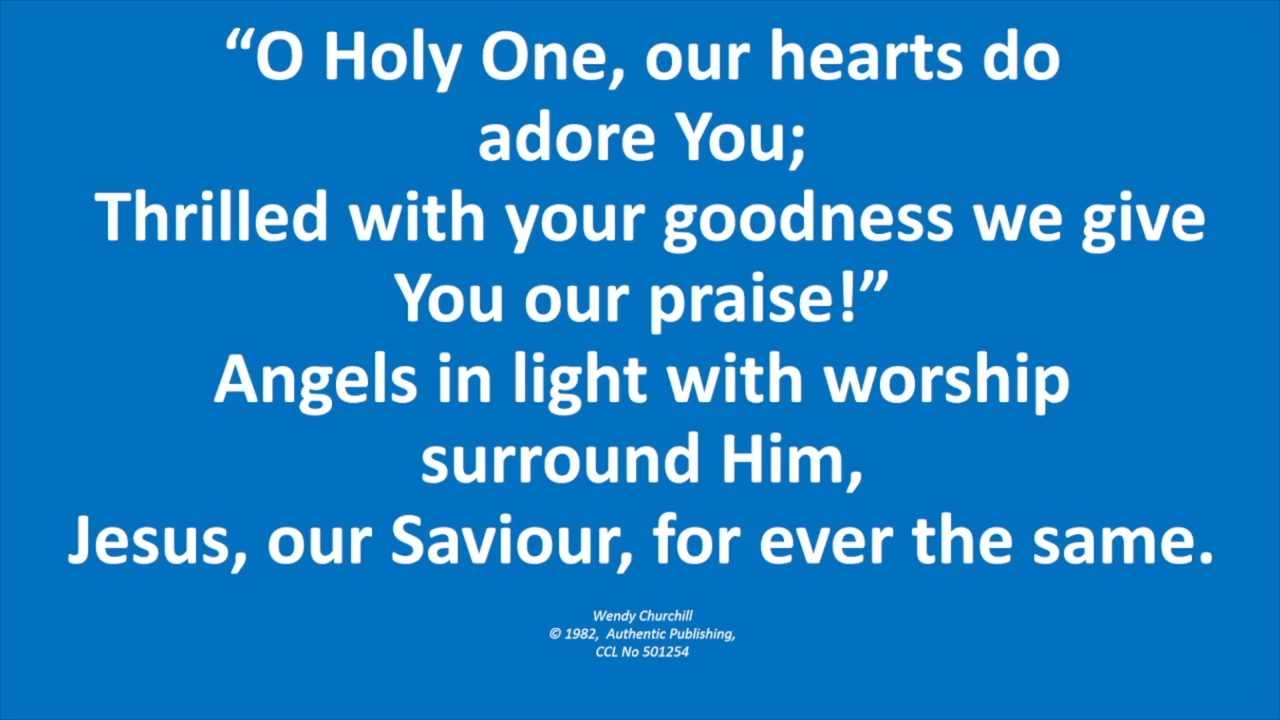 “O Holy One, our hearts do
adore You;
Thrilled with your goodness we give
You our praise!”
Angels in light with worship
surround Him,
Jesus, our Saviour, for ever the same.
Wendy Churchill
© 1982, Authentic Publishing,
CCL No 501254